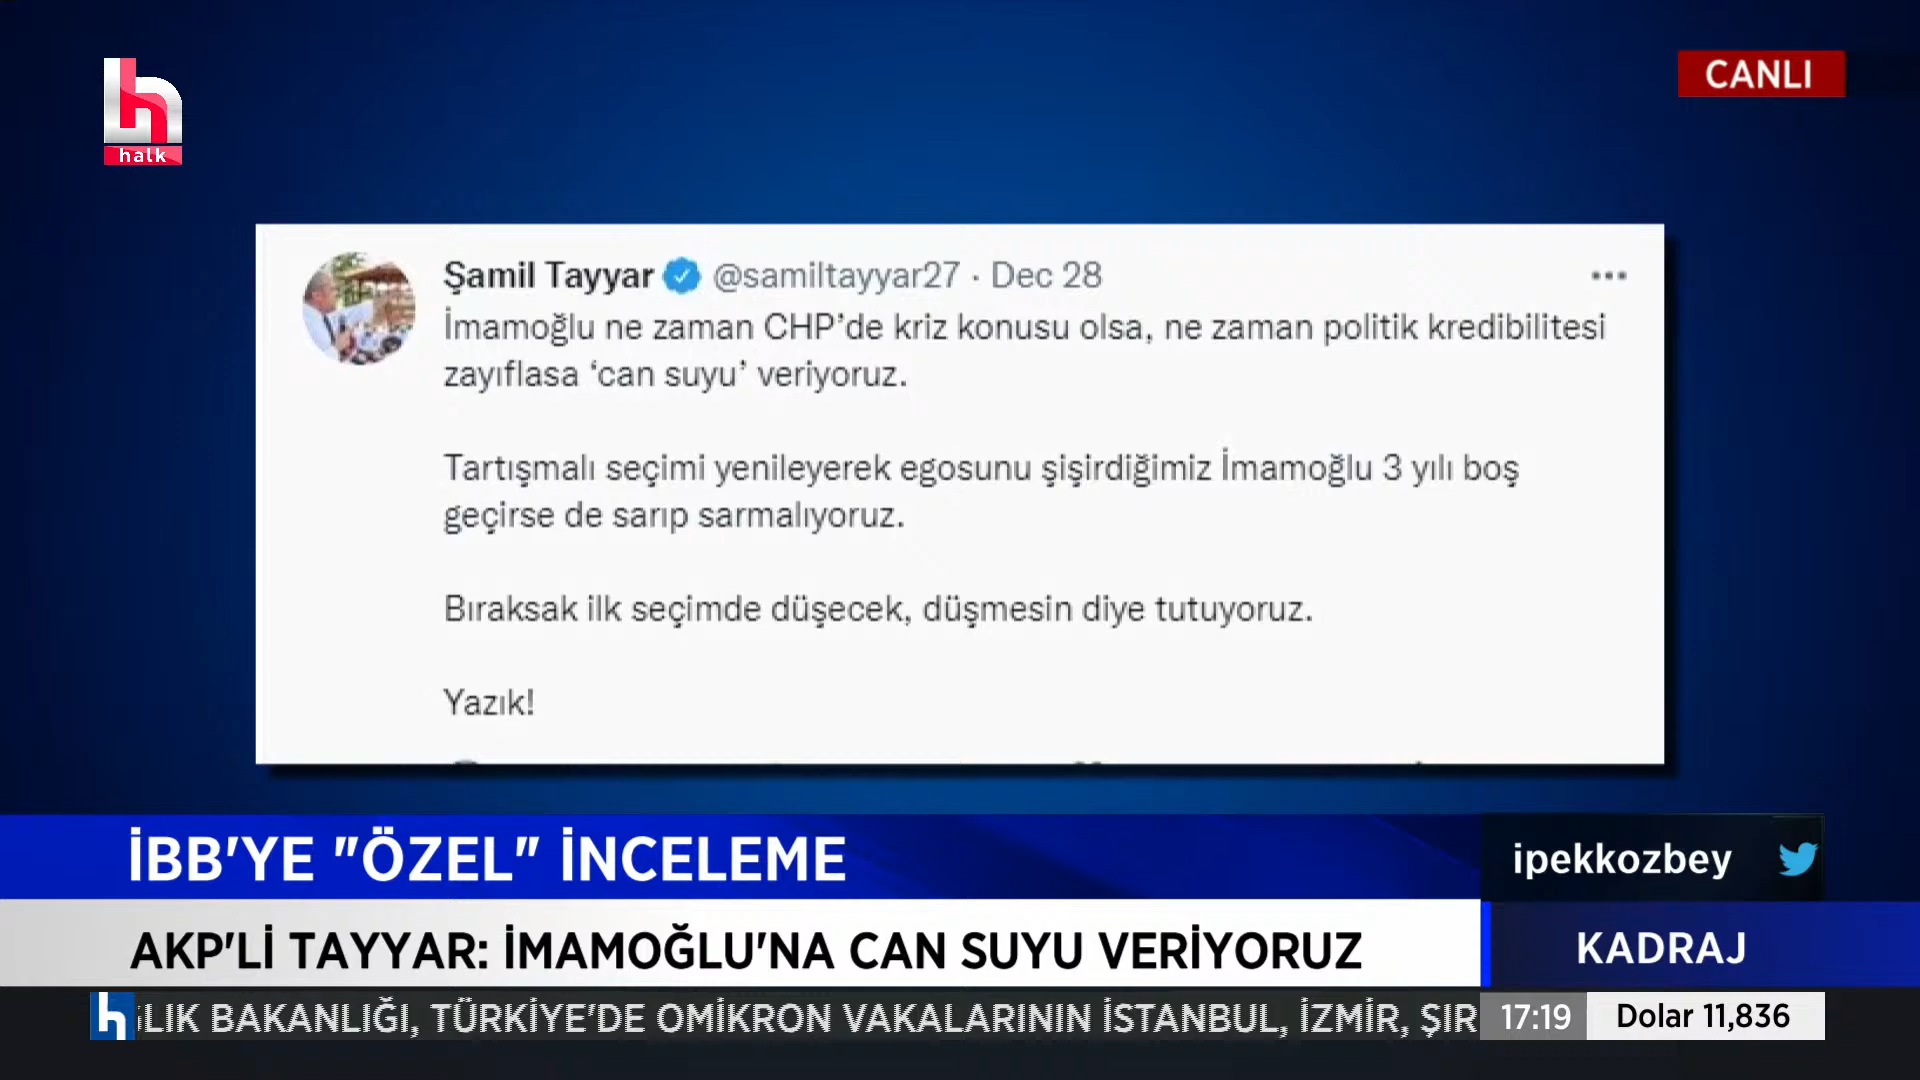 h
halk
CANLI
Şamil Tayyar @samiltayyar27 · Dec 28
İmamoğlu ne zaman CHP’de kriz konusu olsa, ne zaman politik kredibilitesi
zayıflasa ‘can suyu’ veriyoruz.
Tartışmalı seçimi yenileyerek egosunu şişirdiğimiz İmamoğlu 3 yılı boş
geçirse de sarıp sarmalıyoruz.
Bıraksak ilk seçimde düşecek, düşmesin diye tutuyoruz.
Yazık!
İBB'YE "ÖZEL" İNCELEME
ipekkozbey
AKP'Lİ TAYYAR: İMAMOĞLU'NA CAN SUYU VERİYORUZ
KADRAJ
h LIK BAKANLIĞI, TÜRKİYE'DE OMİKRON VAKALARININ İSTANBUL, İZMİR, ŞIR
17:19
Dolar 11,836